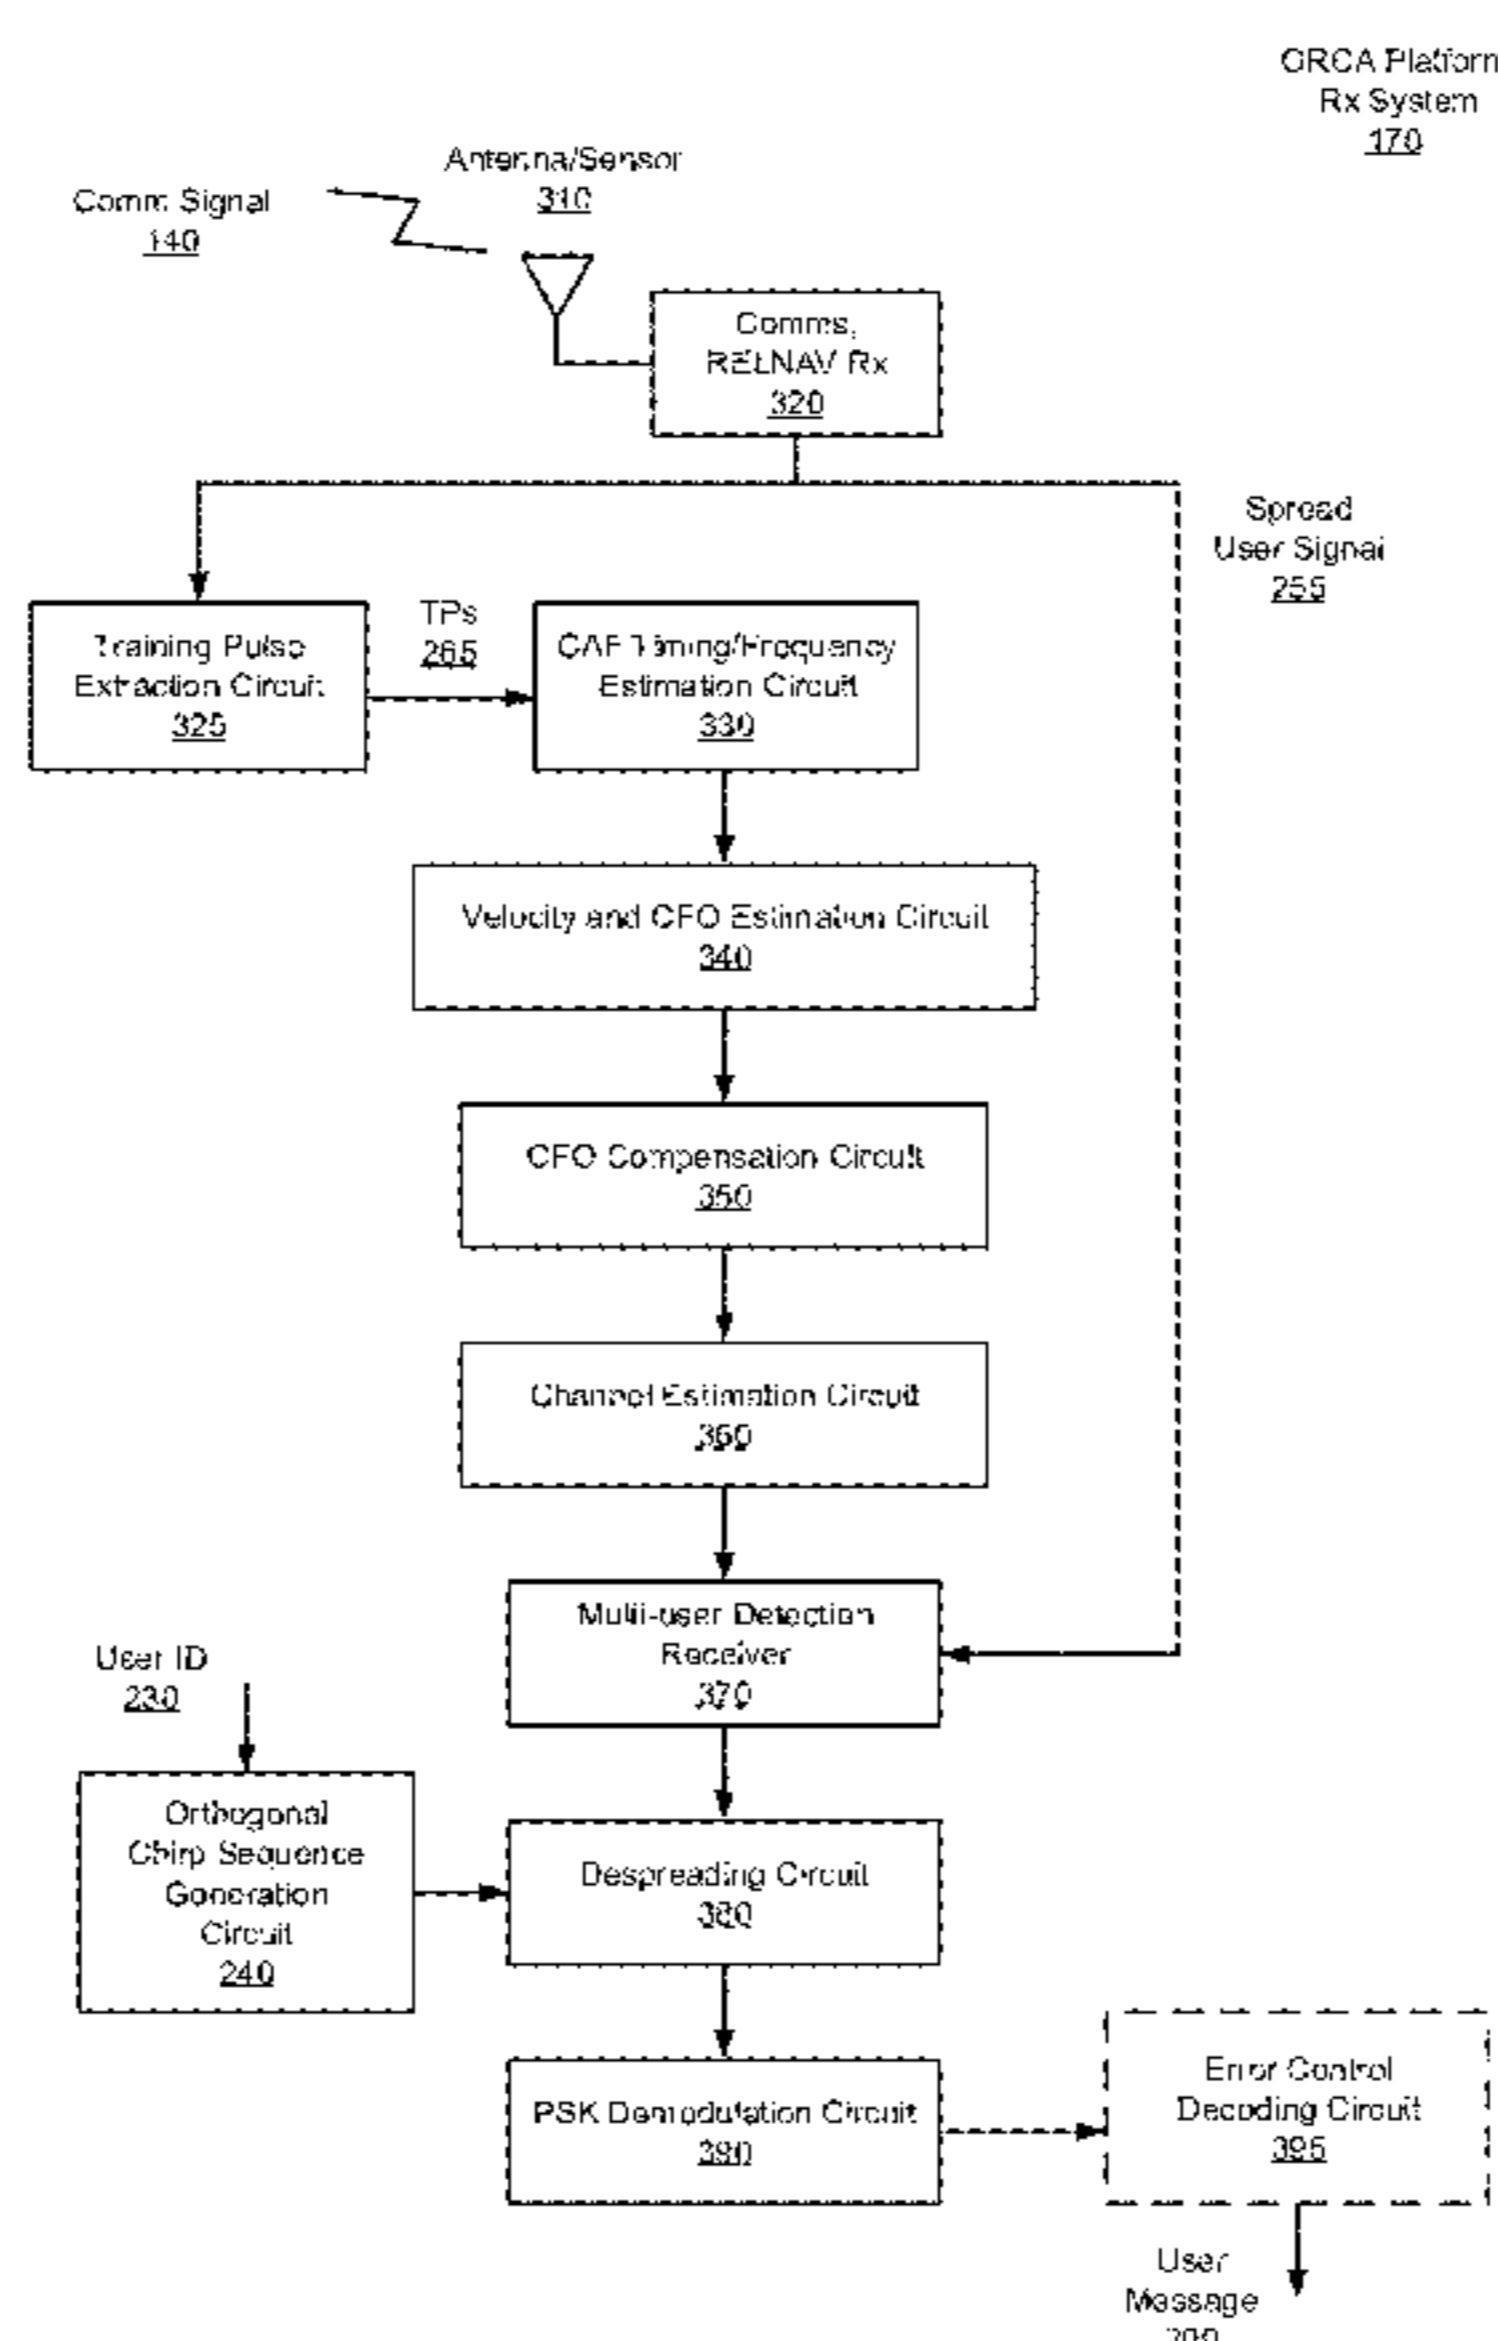 ORCA Platform
Rx System
170
Antenna/Sensor
310
Comm Signal
140
Comms,
RELNAV Rx
320
Spread
User Signal
255
Training Pulse
Extraction Circuit
325
TPs
265
CAF Timing/Frequency
Estimation Circuit
330
Velocity and CFO Estimation Circuit
340
CFO Compensation Circuit
350
Channel Estimation Circuit
360
Multi-user Detection
Receiver
370
User ID
230
Orthogonal
Chirp Sequence
Generation
Circuit
240
Despreading Circuit
380
PSK Demodulation Circuit
390
Error Control
Decoding Circuit
395
User
Message